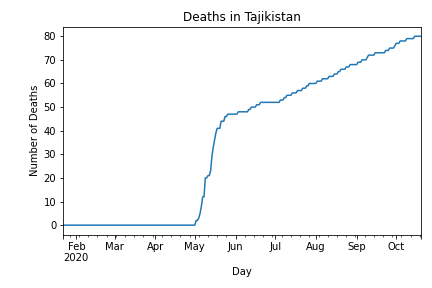 Deaths in Tajikistan
Number of Deaths
80
70
60
50
40
30
20
10
0
Feb Mar Apr May Jun Jul Aug Sep Oct
2020
Day